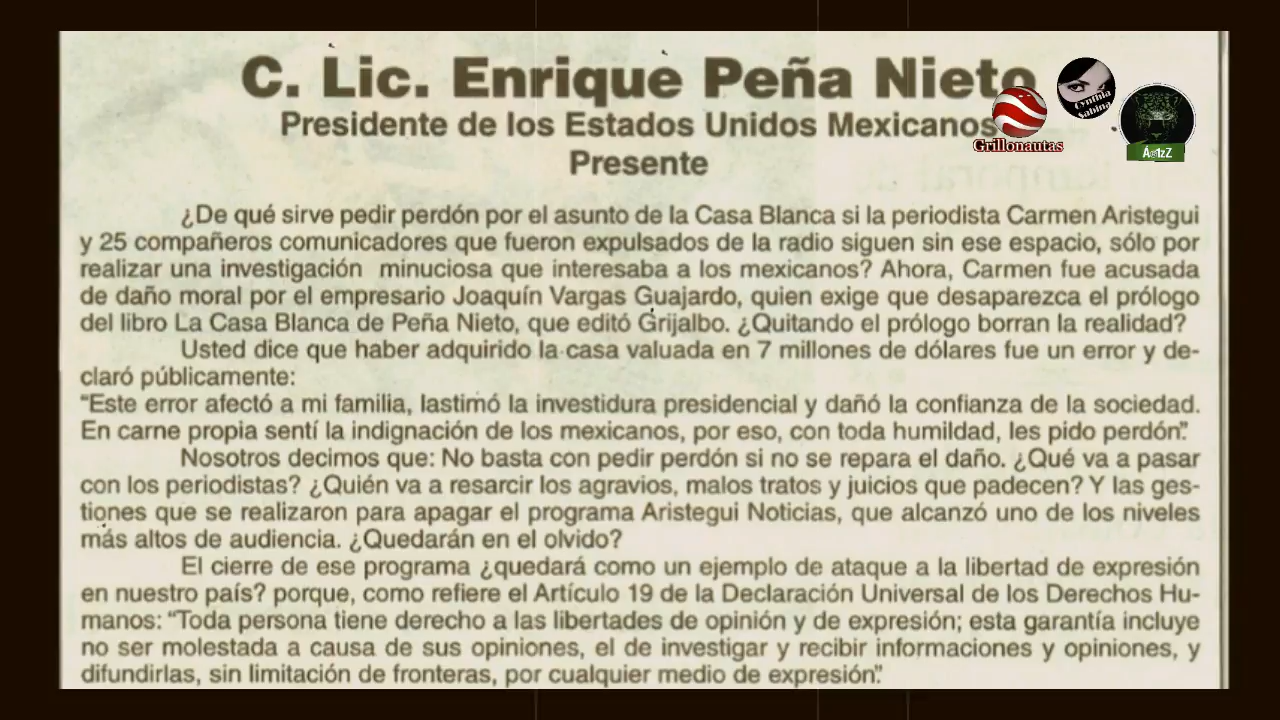 C. Lic. Enrique Peña Nieto
Presidente de los Estados Unidos Mexicanos
Presente
Grillonautas
Cynthia
Sabina
¿De qué sirve pedir perdón por el asunto de la Casa Blanca si la periodista Carmen Aristegui
y 25 compañeros comunicadores que fueron expulsados de la radio siguen sin ese espacio, sólo por
realizar una investigación minuciosa que interesaba a los mexicanos? Ahora, Carmen fue acusada
de daño moral por el empresario Joaquín Vargas Guajardo, quien exige que desaparezca el prólogo
del libro La Casa Blanca de Peña Nieto, que editó Grijalbo. ¿Quitando el prólogo borran la realidad?
Usted dice que haber adquirido la casa valuada en 7 millones de dólares fue un error y de-
claró públicamente:
“Este error afectó a mi familia, lastimó la investidura presidencial y dañó la confianza de la sociedad.
En carne propia sentí la indignación de los mexicanos, por eso, con toda humildad, les pido perdón”.
Nosotros decimos que: No basta con pedir perdón si no se repara el daño. ¿Qué va a pasar
con los periodistas? ¿Quién va a resarcir los agravios, malos tratos y juicios que padecen? Y las ges-
tiones que se realizaron para apagar el programa Aristegui Noticias, que alcanzó uno de los niveles
más altos de audiencia. ¿Quedarán en el olvido?
El cierre de ese programa ¿quedará como un ejemplo de ataque a la libertad de expresión
en nuestro país? porque, como refiere el Artículo 19 de la Declaración Universal de los Derechos Hu-
manos: “Toda persona tiene derecho a las libertades de opinión y de expresión; esta garantía incluye
no ser molestada a causa de sus opiniones, el de investigar y recibir informaciones y opiniones, y
difundirlas, sin limitación de fronteras, por cualquier medio de expresión”.